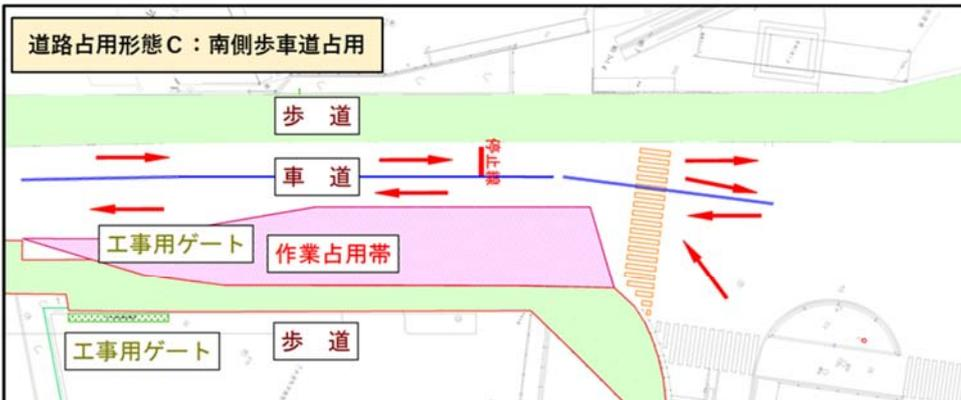 道路占用形態C：南側歩車道占用
歩　道
停止線
車　道
工事用ゲート
作業占用帯
工事用ゲート
歩　道